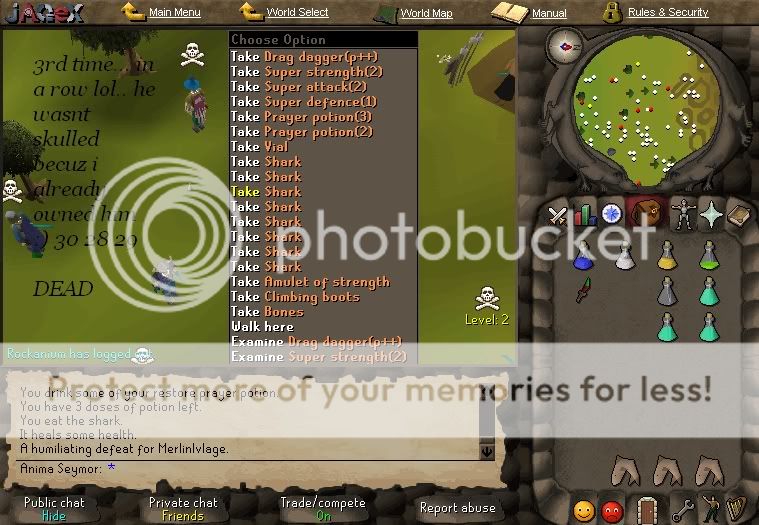 JAGEX
Main Menu
World Select
World Map
Manual
Rules & Security
3rd time... in
a row lol.. he
wasnt
skulled
becuz i
already
owned him
30 28 29
DEAD
Choose Option
Take Drag dagger(p++)
Take Super strength(2)
Take Super attack(2)
Take Super defence(1)
Take Prayer potion(3)
Take Prayer potion(2)
Take Vial
Take Shark
Take Shark
Take Shark
Take Shark
Take Shark
Take Shark
Take Shark
Take Shark
Take Amulet of strength
Take Climbing boots
Take Bones
Walk here
Examine Drag dagger(p++)
Examine Super strength(2)
Level: 2
photobucket
Protect more of your memories for less!
Rockanium has logged
You drink some of your restore prayer potion.
You have 3 doses of potion left.
You eat the shark.
It heals some health.
A humiliating defeat for Merlin1vlage.
Anima Seymor: *
Public chat
Hide
Private chat
Friends
Trade/compete
On
Report abuse